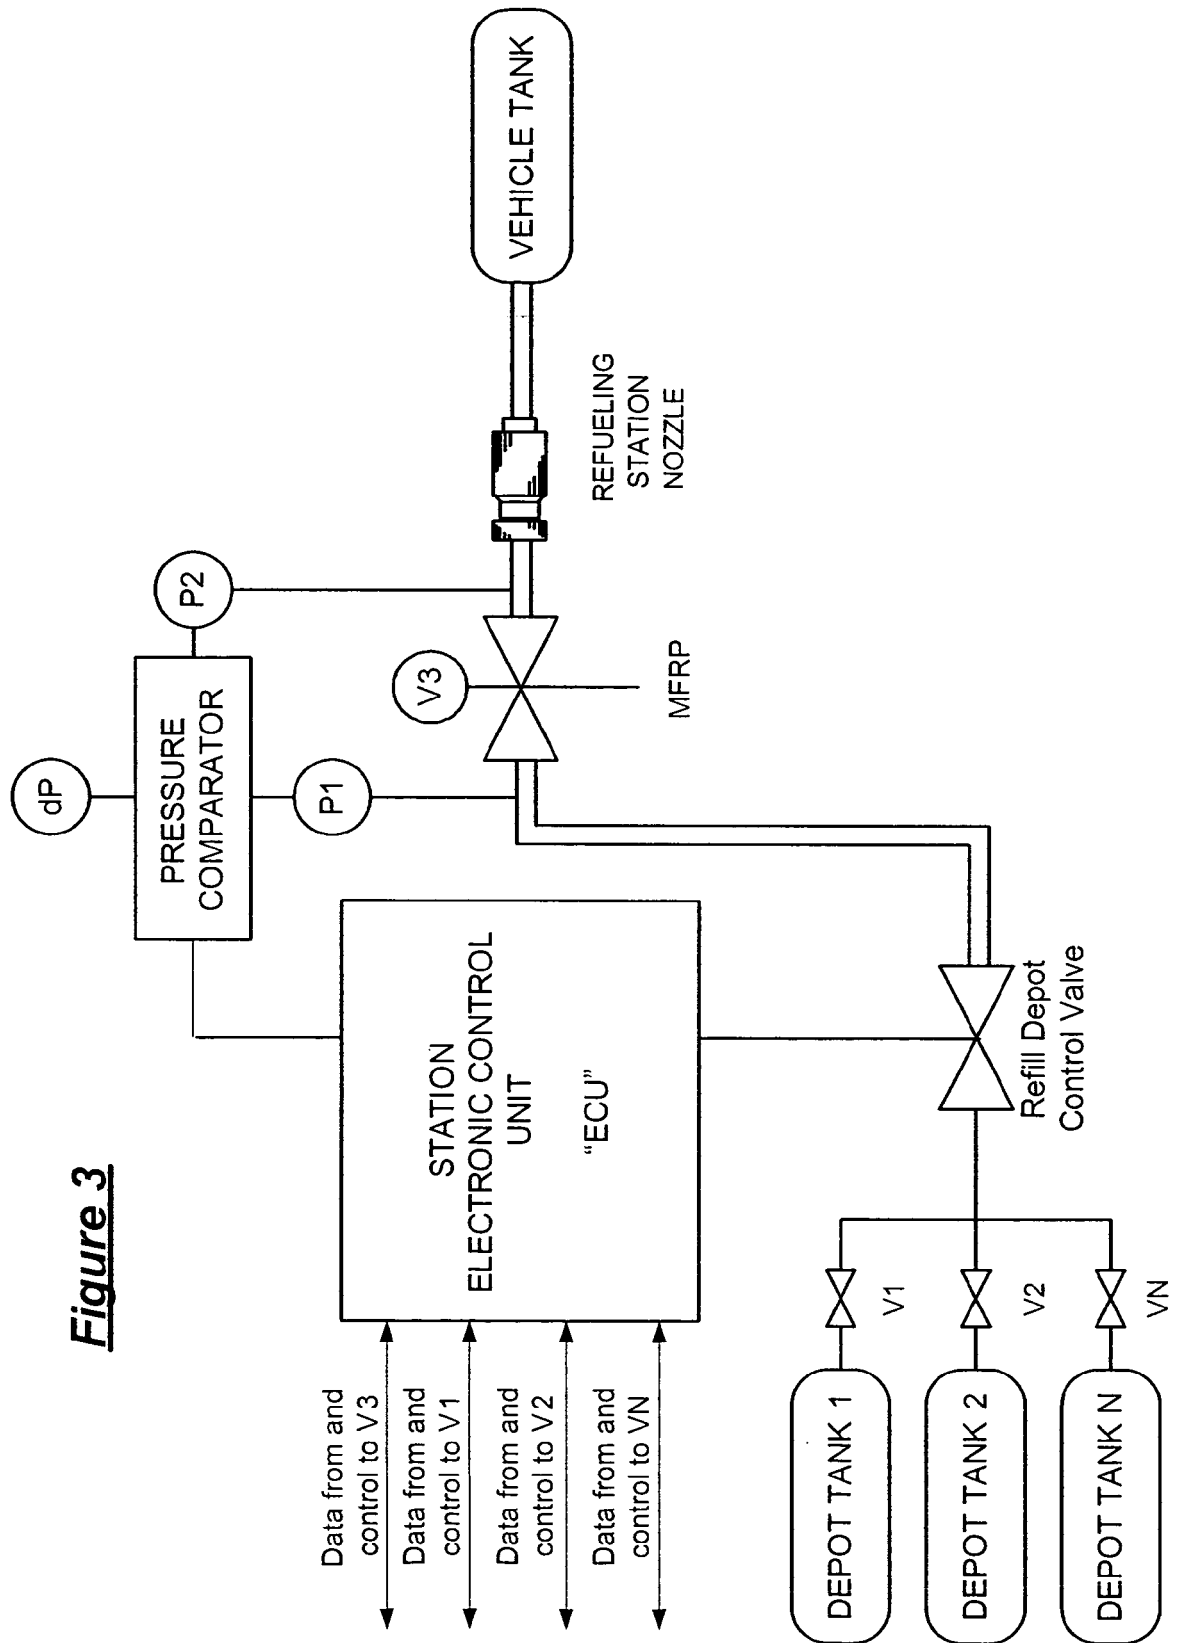 Figure 3
dP
PRESSURE
COMPARATOR
P2
P1
V3
MFRP
VEHICLE TANK
REFUELING
STATION
NOZZLE
STATION
ELECTRONIC CONTROL
UNIT
“ECU”
Data from and
control to V3
Data from and
control to V1
Data from and
control to V2
Data from and
control to VN
Refill Depot
Control Valve
DEPOT TANK 1
V1
DEPOT TANK 2
V2
DEPOT TANK N
VN